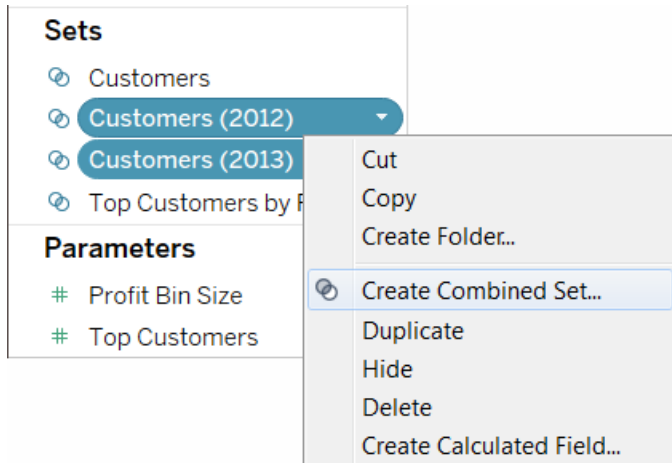 Sets
Customers
Customers (2012)
Customers (2013)
Top Customers by
Parameters
# Profit Bin Size
# Top Customers
Cut
Copy
Create Folder...
Create Combined Set...
Duplicate
Hide
Delete
Create Calculated Field...